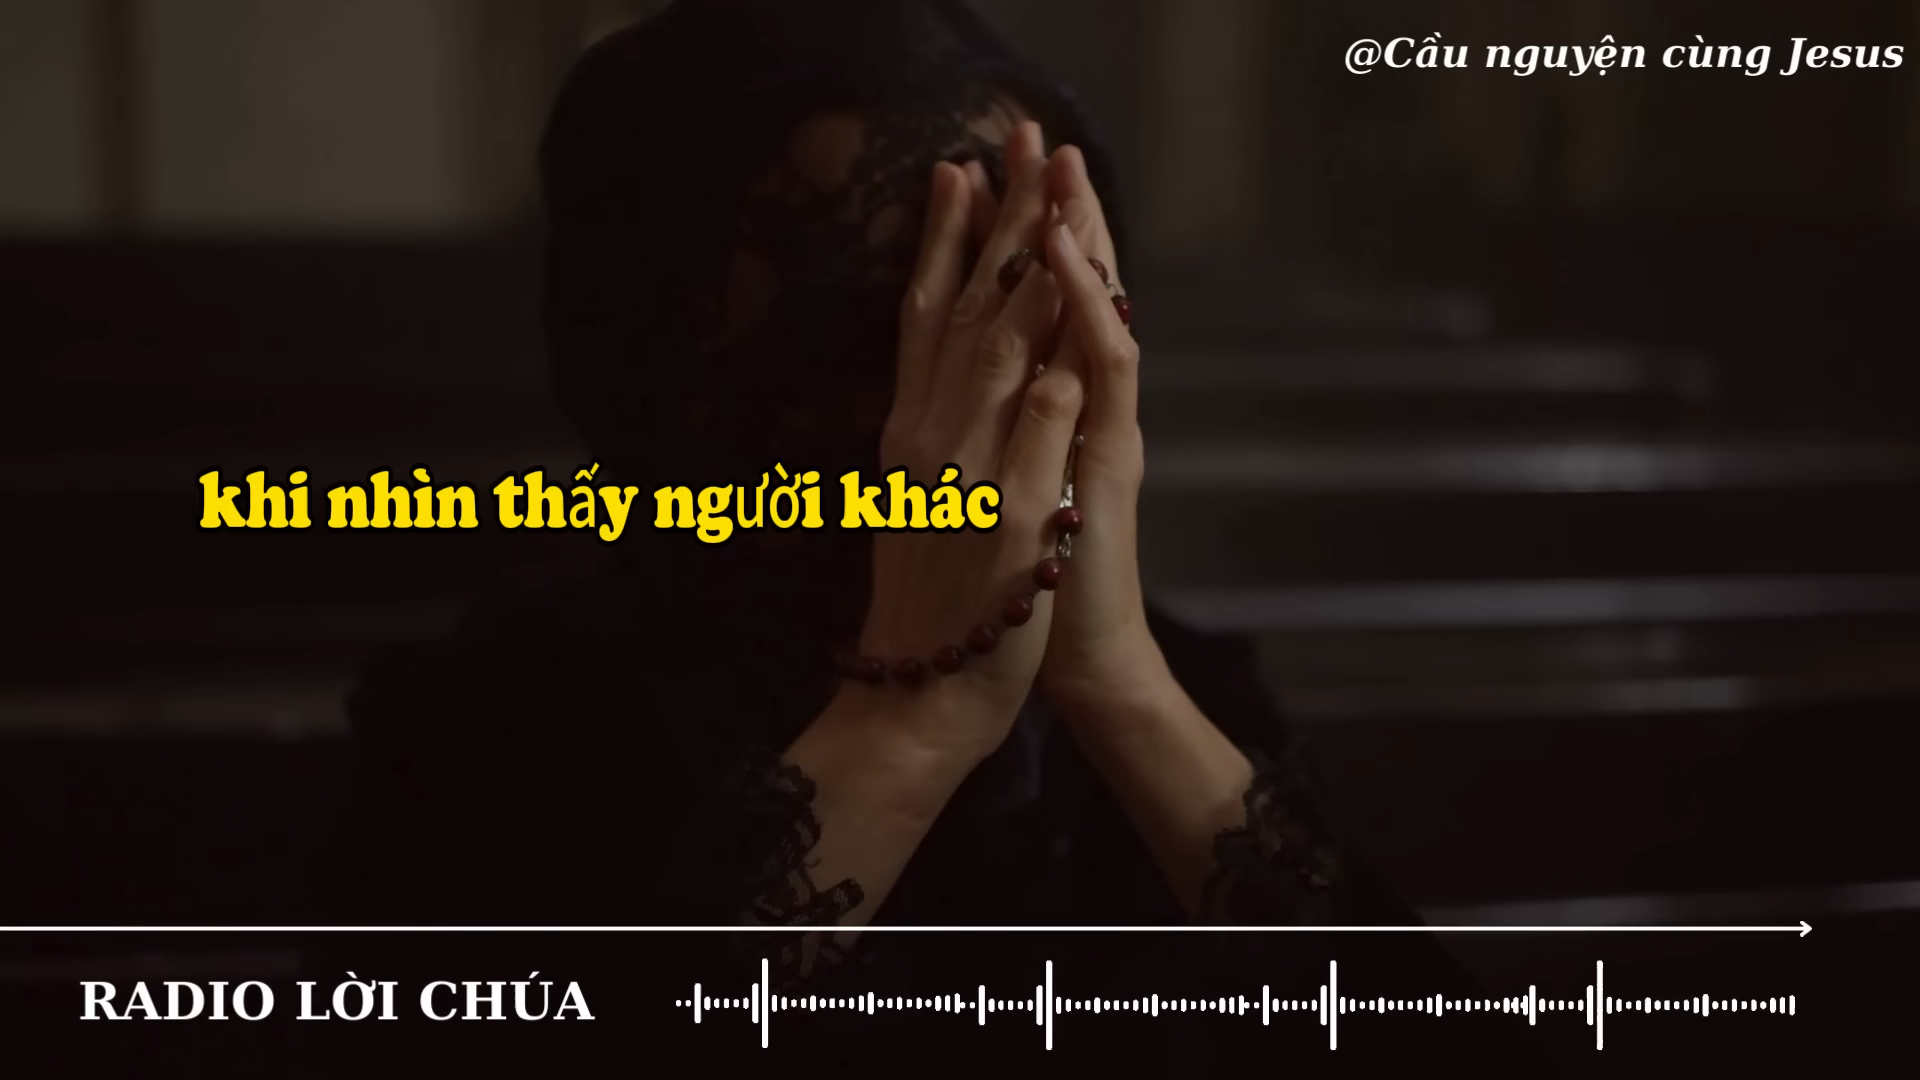 @Cầu nguyện cùng Jesus
khi nhìn thấy người khác
RADIO LỜI CHÚA